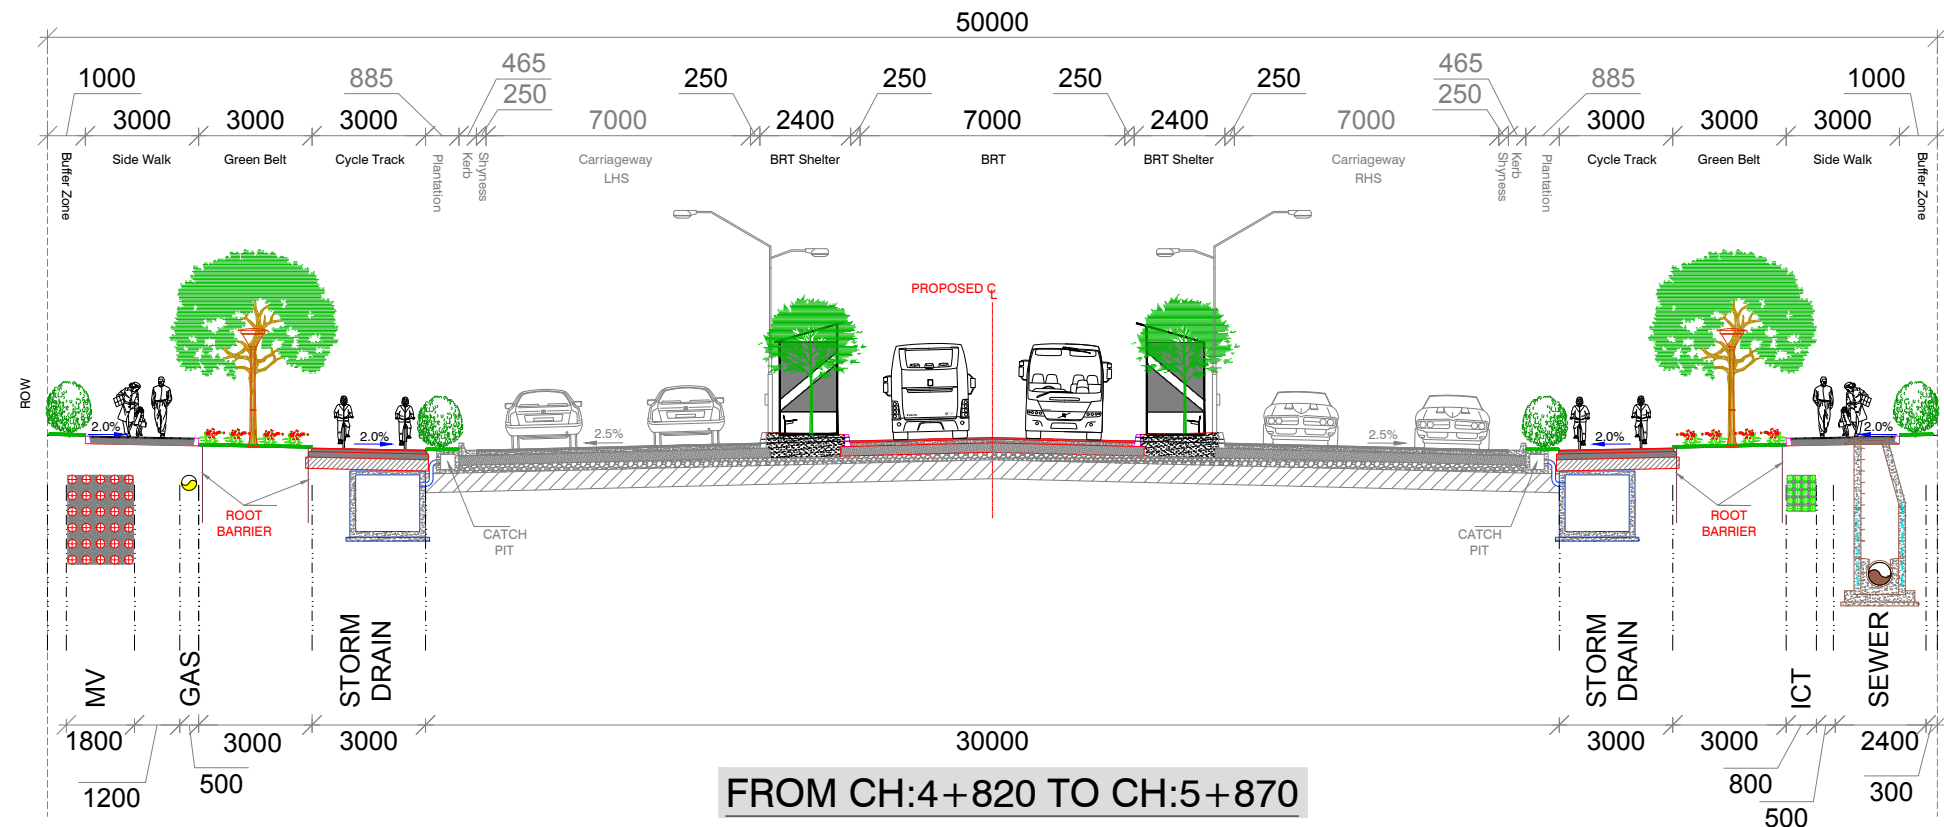 50000
1000
885
465
250
250
250
250
250
465
250
885
1000
3000
3000
3000
7000
2400
7000
2400
7000
3000
3000
3000
Buffer Zone
Side Walk
Green Belt
Cycle Track
Plantation
Kerb
Shyness
Carriageway
LHS
BRT Shelter
BRT
BRT Shelter
Carriageway
RHS
Shyness
Kerb
Plantation
Cycle Track
Green Belt
Side Walk
Buffer Zone
PROPOSED CL
ROW
2.0%
2.0%
2.5%
2.5%
2.0%
2.0%
ROOT
BARRIER
CATCH
PIT
CATCH
PIT
ROOT
BARRIER
MV
GAS
STORM
DRAIN
STORM
DRAIN
ICT
SEWER
1800
1200
500
3000
3000
30000
3000
3000
800
500
2400
300
FROM CH:4+820 TO CH:5+870